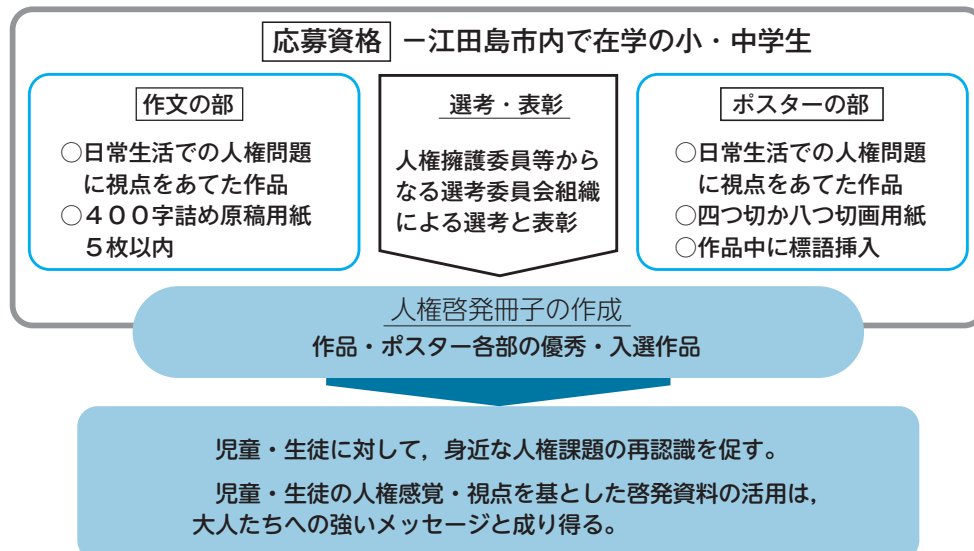 応募資格 －江田島市内で在学の小・中学生
作文の部
○日常生活での人権問題
に視点をあてた作品
○４００字詰め原稿用紙
５枚以内
選考・表彰
人権擁護委員等から
なる選考委員会組織
による選考と表彰
ポスターの部
○日常生活での人権問題
に視点をあてた作品
○四つ切か八つ切画用紙
○作品中に標語挿入
人権啓発冊子の作成
作品・ポスター各部の優秀・入選作品
児童・生徒に対して，身近な人権課題の再認識を促す。
児童・生徒の人権感覚・視点を基とした啓発資料の活用は，
大人たちへの強いメッセージと成り得る。